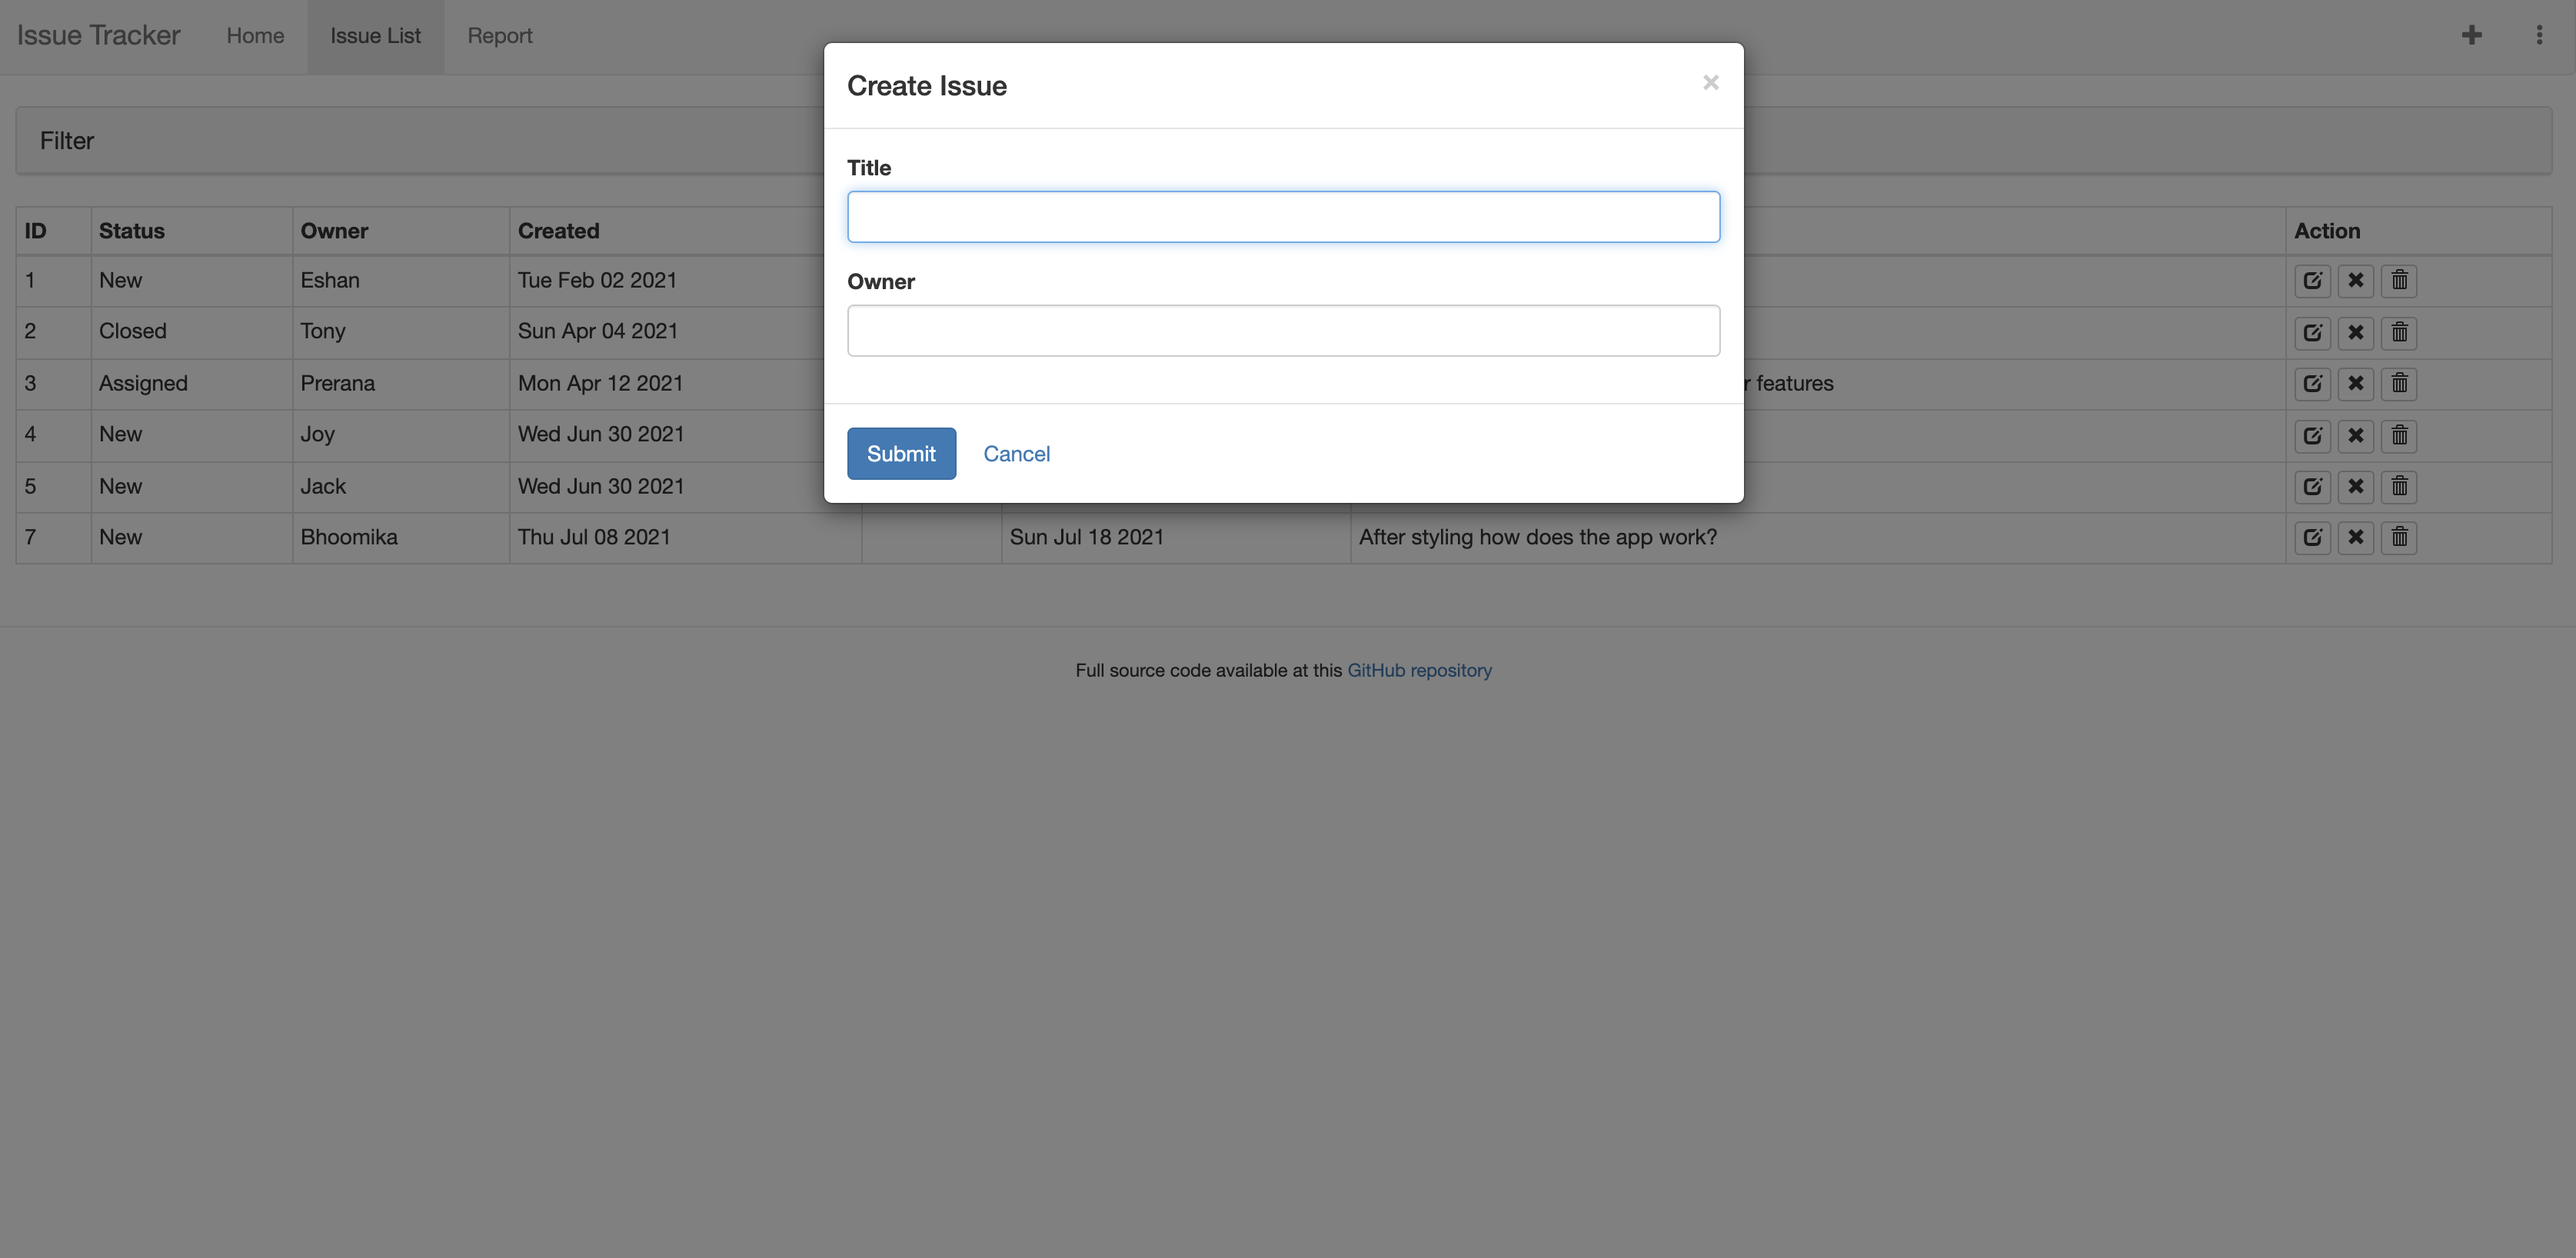 Issue Tracker Home Issue List Report
Create Issue
Filter
Title
Owner
Submit Cancel
ID Status Owner Created Action
1 New Eshan Tue Feb 02 2021
2 Closed Tony Sun Apr 04 2021
3 Assigned Prerana Mon Apr 12 2021 features
4 New Joy Wed Jun 30 2021
5 New Jack Wed Jun 30 2021
7 New Bhoomika Thu Jul 08 2021 Sun Jul 18 2021 After styling how does the app work?
Full source code available at this GitHub repository